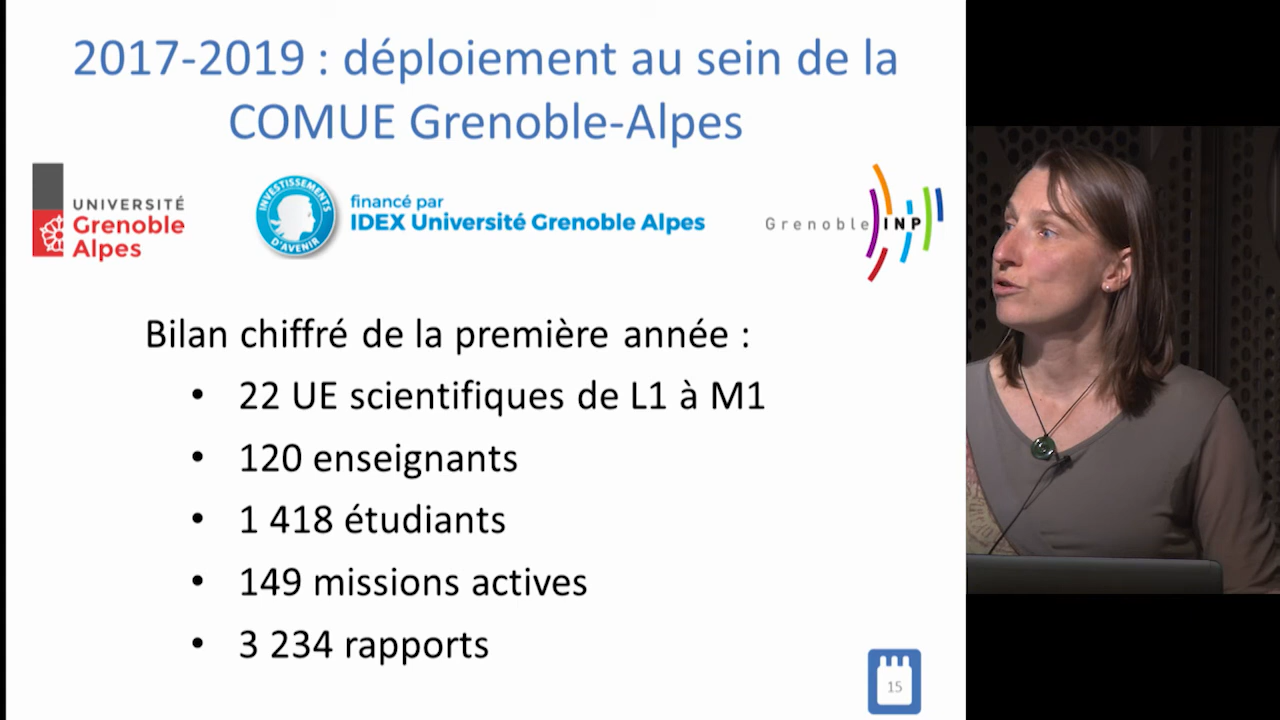 2017-2019 : déploiement au sein de la
COMUE Grenoble-Alpes
UNIVERSITÉ
Grenoble
Alpes
INVESTISSEMENTS
D'AVENIR
financé par
IDEX Université Grenoble Alpes
Grenoble INP
Bilan chiffré de la première année :
• 22 UE scientifiques de L1 à M1
• 120 enseignants
• 1 418 étudiants
• 149 missions actives
• 3 234 rapports
15